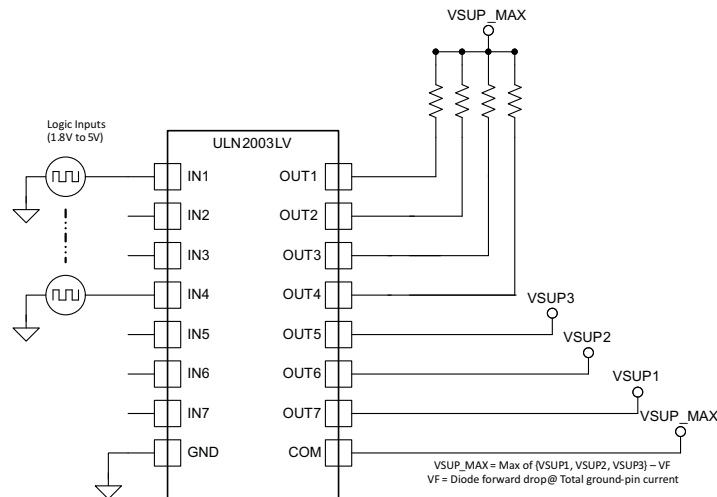 VSUP_MAX
Logic Inputs
(1.8V to 5V)
ULN2003LV
IN1 OUT1
IN2 OUT2
IN3 OUT3
IN4 OUT4
VSUP3
IN5 OUT5
VSUP2
IN6 OUT6
VSUP1
IN7 OUT7
VSUP_MAX
GND COM
VSUP_MAX = Max of {VSUP1, VSUP2, VSUP3} – VF
VF = Diode forward drop@ Total ground-pin current